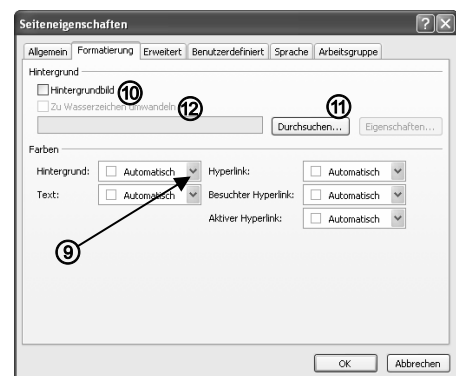 Seiteneigenschaften
Allgemein Formatierung Erweitert Benutzerdefiniert Sprache Arbeitsgruppe
Hintergrund
Hintergrundbild 10
Zu Wasserzeichen umwandeln 12
11
Durchsuchen... Eigenschaften...
Farben
Hintergrund: Automatisch Hyperlink: Automatisch
Text: Automatisch Besuchter Hyperlink: Automatisch
Aktiver Hyperlink: Automatisch
9
OK Abbrechen